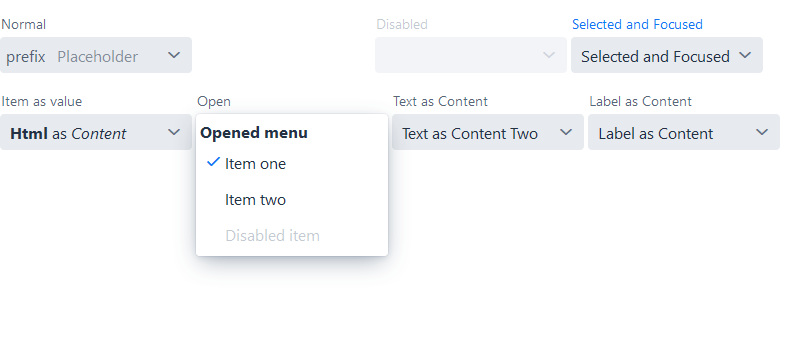 Normal
Disabled
Selected and Focused
prefix Placeholder
Selected and Focused
Item as value
Open
Text as Content
Label as Content
Html as Content
Opened menu
Text as Content Two
Label as Content
Item one
Item two
Disabled item